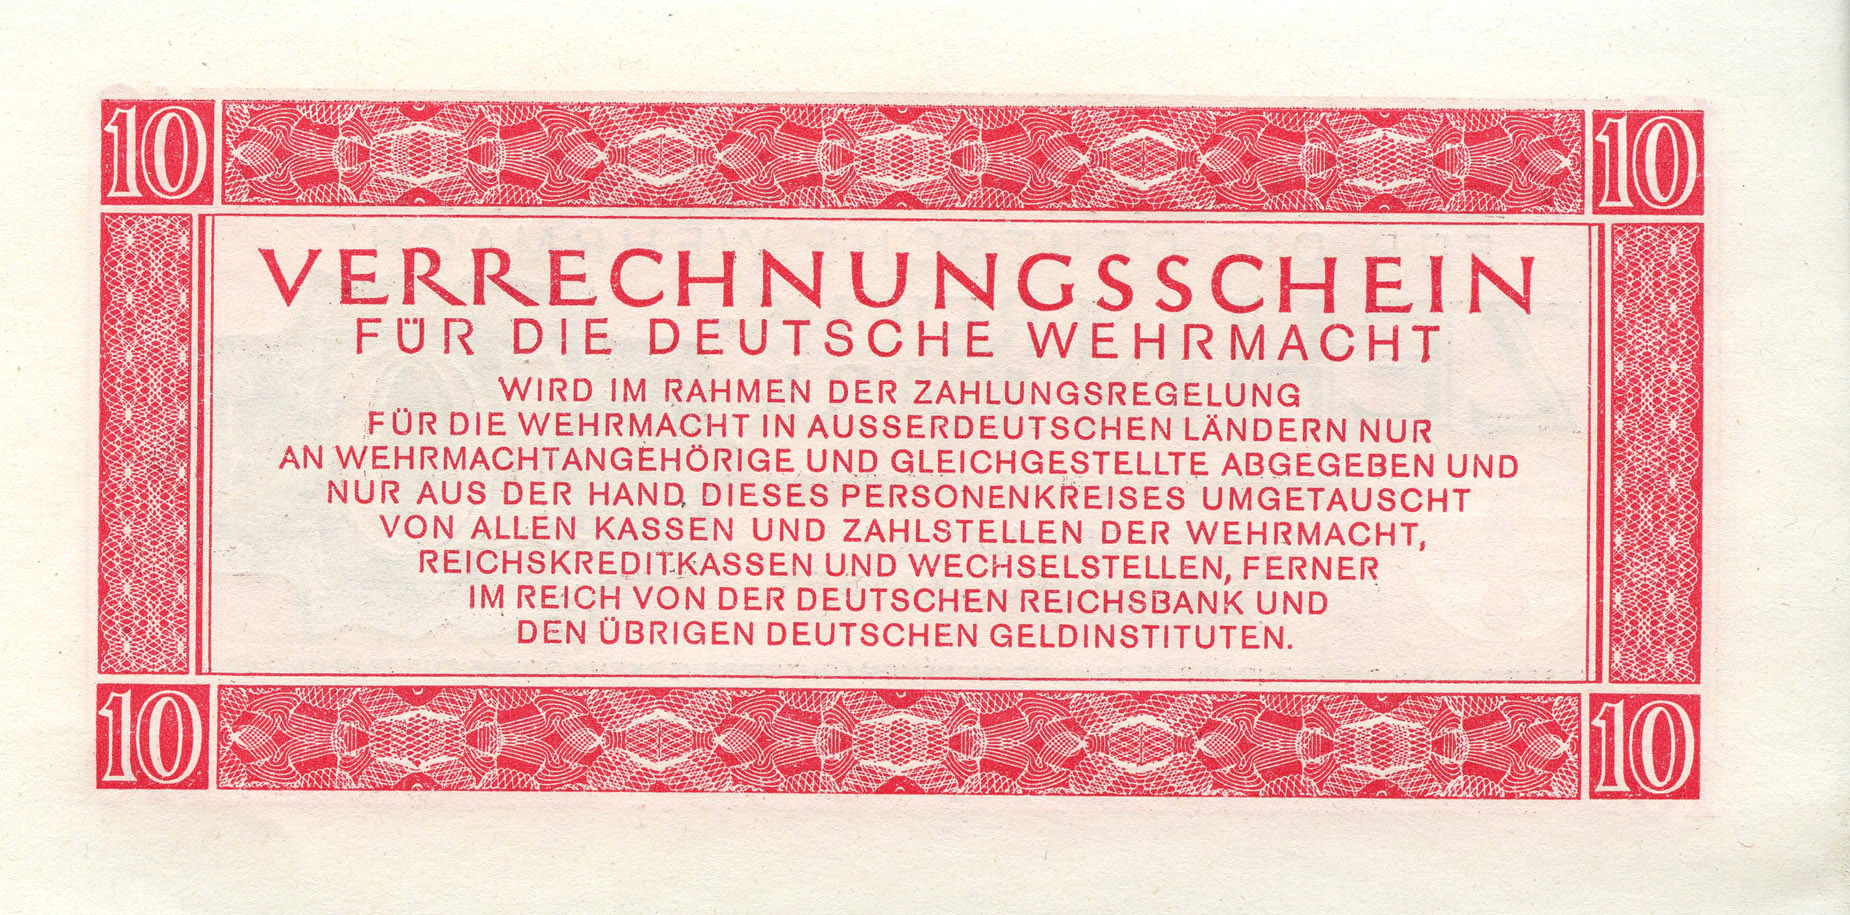 10 10
VERRECHNUNGSSCHEIN
FÜR DIE DEUTSCHE WEHRMACHT
WIRD IM RAHMEN DER ZAHLUNGSREGELUNG
FÜR DIE WEHRMACHT IN AUSSERDEUTSCHEN LÄNDERN NUR
AN WEHRMACHTANGEHÖRIGE UND GLEICHGESTELLTE ABGEGEBEN UND
NUR AUS DER HAND DIESES PERSONENKREISES UMGETAUSCHT
VON ALLEN KASSEN UND ZAHLSTELLEN DER WEHRMACHT,
REICHSKREDITKASSEN UND WECHSELSTELLEN, FERNER
IM REICH VON DER DEUTSCHEN REICHSBANK UND
DEN ÜBRIGEN DEUTSCHEN GELDINSTITUTEN.
10 10